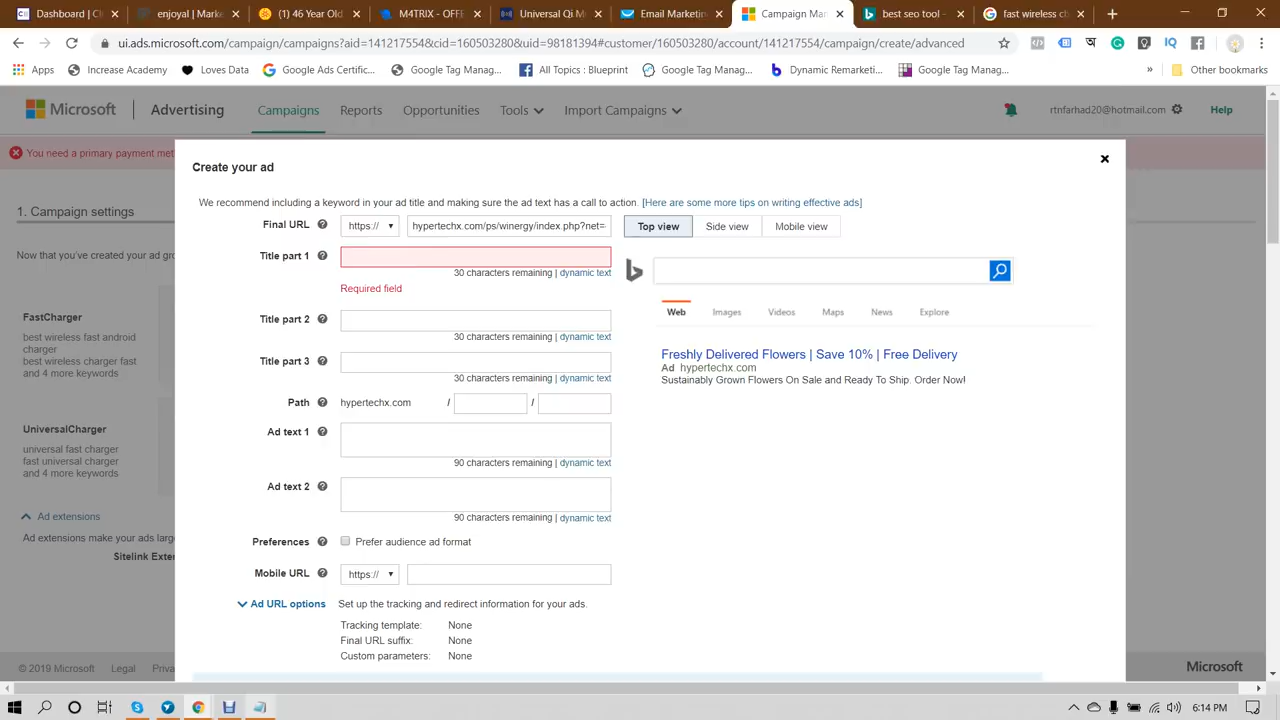 Clas
Dashboard |
enjoyal |
M4TRIX - OFF
Winergy Qi M
Email M
Campaign Ma
best seo tool -
fast wireless ch
ui.ads.microsoft.com/campaign/campaigns?aid=141217554&cid=160503280&uid=98181394#customer/160503280/account/141217554/campaign/create/advanced
Apps
Increase Academy
Loves Data
Google Ads Certific...
Google Tag Manag...
All Topics : Blueprint
Google Tag Manag...
Dynamic Remarketi...
Google Tag Manag...
»
Other bookmarks
Microsoft
Advertising
Campaigns
Reports
Opportunities
Tools
Import Campaigns
rtnfarhad20@hotmail.com
Help
You need a primary payment met
1. Campaign settings
Now that you've created your ad gro
FastCharger
best wireless fast android
charger
best wireless charger fast
and 4 more keywords
UniversalCharger
universal fast charger
fast universal charger
and 4 more keywords
Ad extensions
Ad extensions make your ads larg
Sitelink Exter
Create your ad
We recommend including a keyword in your ad title and making sure the ad text has a call to action. [Here are some more tips on writing effective ads]
Final URL https:// hypertechx.com/ps/winergy/index.php?net=
Title part 1
30 characters remaining | dynamic text
Required field
Title part 2
30 characters remaining | dynamic text
Title part 3
30 characters remaining | dynamic text
Path hypertechx.com / /
Ad text 1
90 characters remaining | dynamic text
Ad text 2
90 characters remaining | dynamic text
Preferences Prefer audience ad format
Mobile URL https://
Ad URL options Set up the tracking and redirect information for your ads.
Tracking template: None
Final URL suffix: None
Custom parameters: None
Top view Side view Mobile view
Web Images Videos Maps News Explore
Freshly Delivered Flowers | Save 10% | Free Delivery
Ad hypertechx.com
Sustainably Grown Flowers On Sale and Ready To Ship. Order Now!
© 2019 Microsoft Legal Priva
Microsoft
6:14 PM